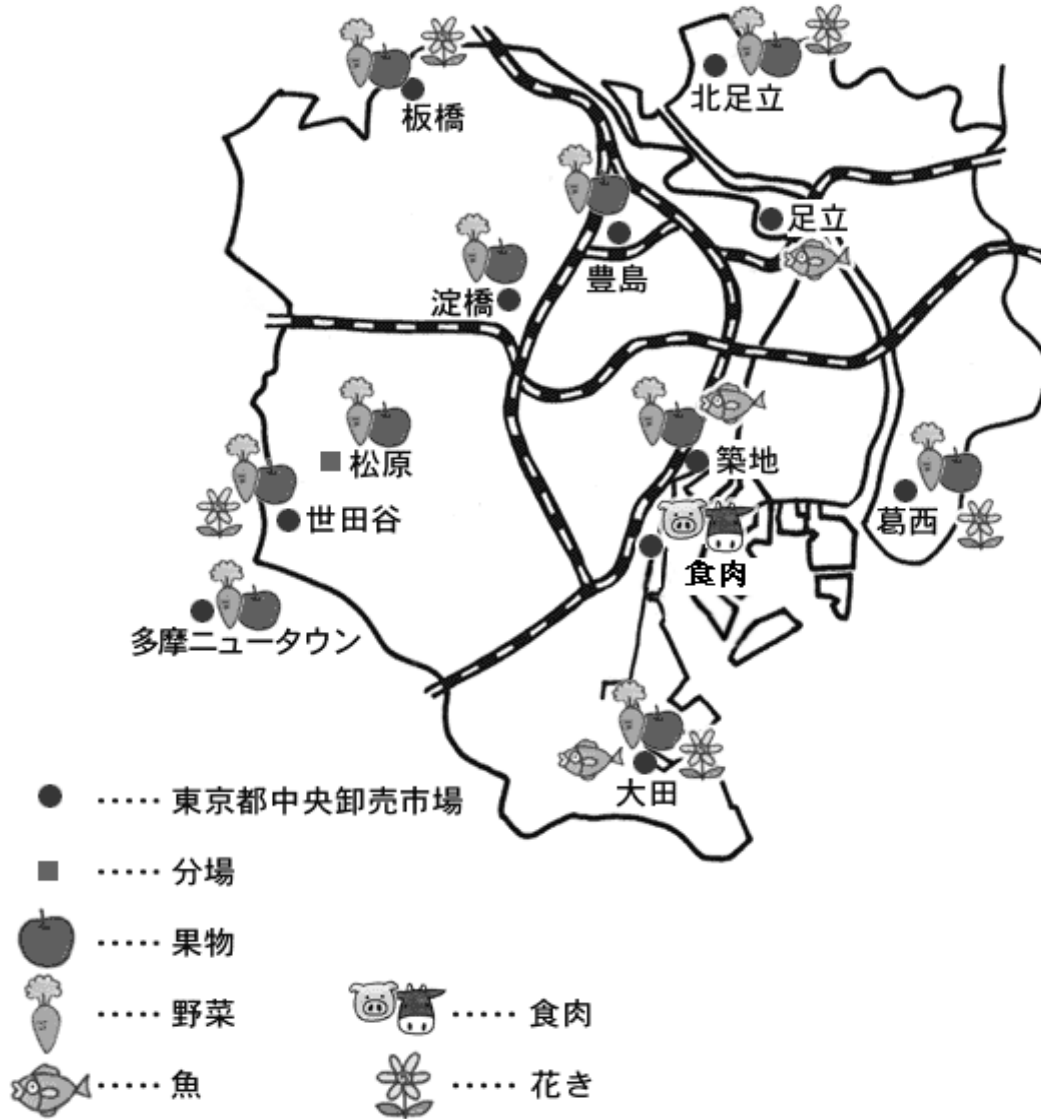 板橋
北足立
足立
豊島
淀橋
松原
築地
世田谷
葛西
食肉
多摩ニュータウン
大田
・・・・・ 東京都中央卸売市場
・・・・・ 分場
・・・・・ 果物
・・・・・ 野菜
・・・・・ 食肉
・・・・・ 魚
・・・・・ 花き